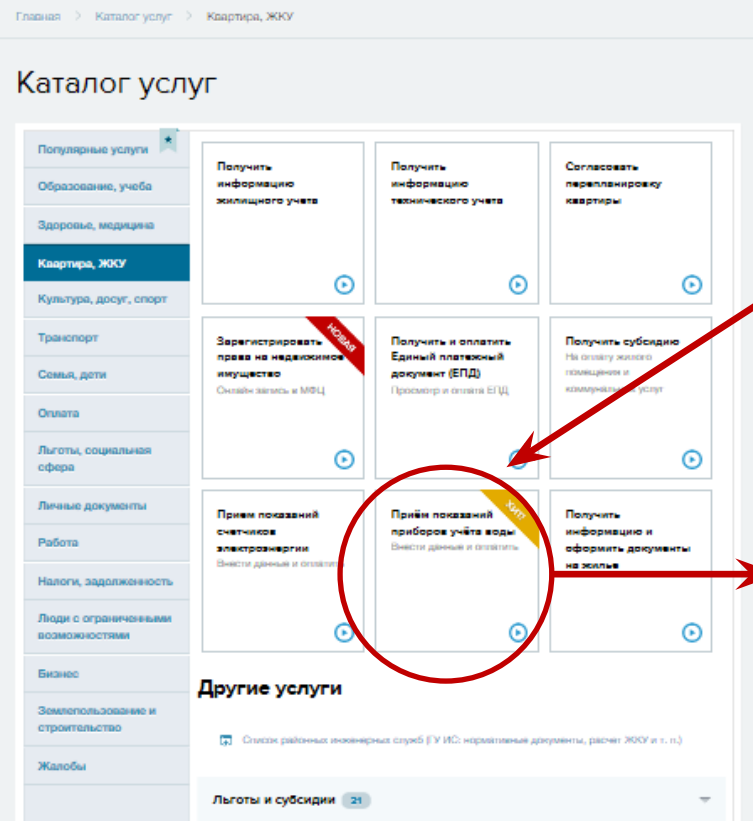 Главная > Каталог услуг > Квартира, ЖКУ
Каталог услуг
Популярные услуги
Образование, учеба
Здоровье, медицина
Квартира, ЖКУ
Культура, досуг, спорт
Транспорт
Семья, дети
Оплата
Льготы, социальная
сфера
Личные документы
Работа
Налоги, задолженность
Люди с ограниченными
возможностями
Бизнес
Землепользование и
строительство
Жалобы
Получить
информацию
жилищного учета
Получить
информацию
технического учета
Согласовать
перепланировку
квартиры
НОВАЯ
Зарегистрировать
права на недвижимое
имущество
Онлайн запись в МФЦ
Получить и оплатить
Единый платежный
документ (ЕПД)
Просмотр и оплата ЕПД
Получить субсидию
На оплату жилого
помещения и
коммунальных услуг
Прием показаний
счетчиков
электроэнергии
Внести данные и оплатить
ХИТ!
Приём показаний
приборов учёта воды
Внести данные и оплатить
Получить
информацию и
оформить документы
на жилье
Другие услуги
Список районных инженерных служб (ГУ ИС: нормативные документы, расчет ЖКУ и т. п.)
Льготы и субсидии 21